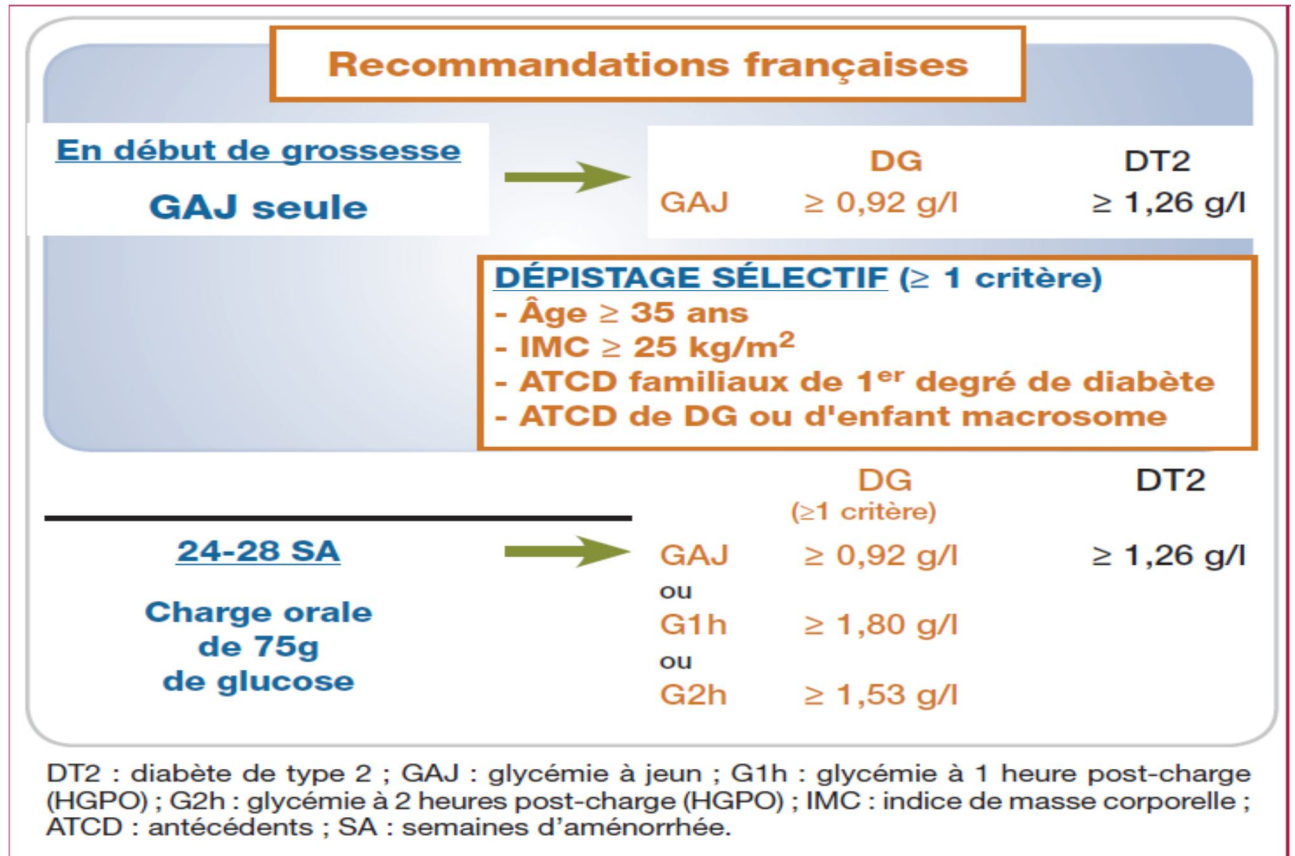 Recommandations françaises
En début de grossesse
GAJ seule
DG DT2
GAJ ≥ 0,92 g/l ≥ 1,26 g/l
DÉPISTAGE SÉLECTIF (≥ 1 critère)
- Âge ≥ 35 ans
- IMC ≥ 25 kg/m²
- ATCD familiaux de 1er degré de diabète
- ATCD de DG ou d'enfant macrosome
DG DT2
(≥1 critère)
24-28 SA
Charge orale
de 75g
de glucose
GAJ ≥ 0,92 g/l ≥ 1,26 g/l
ou
G1h ≥ 1,80 g/l
ou
G2h ≥ 1,53 g/l
DT2 : diabète de type 2 ; GAJ : glycémie à jeun ; G1h : glycémie à 1 heure post-charge
(HGPO) ; G2h : glycémie à 2 heures post-charge (HGPO) ; IMC : indice de masse corporelle ;
ATCD : antécédents ; SA : semaines d'aménorrhée.